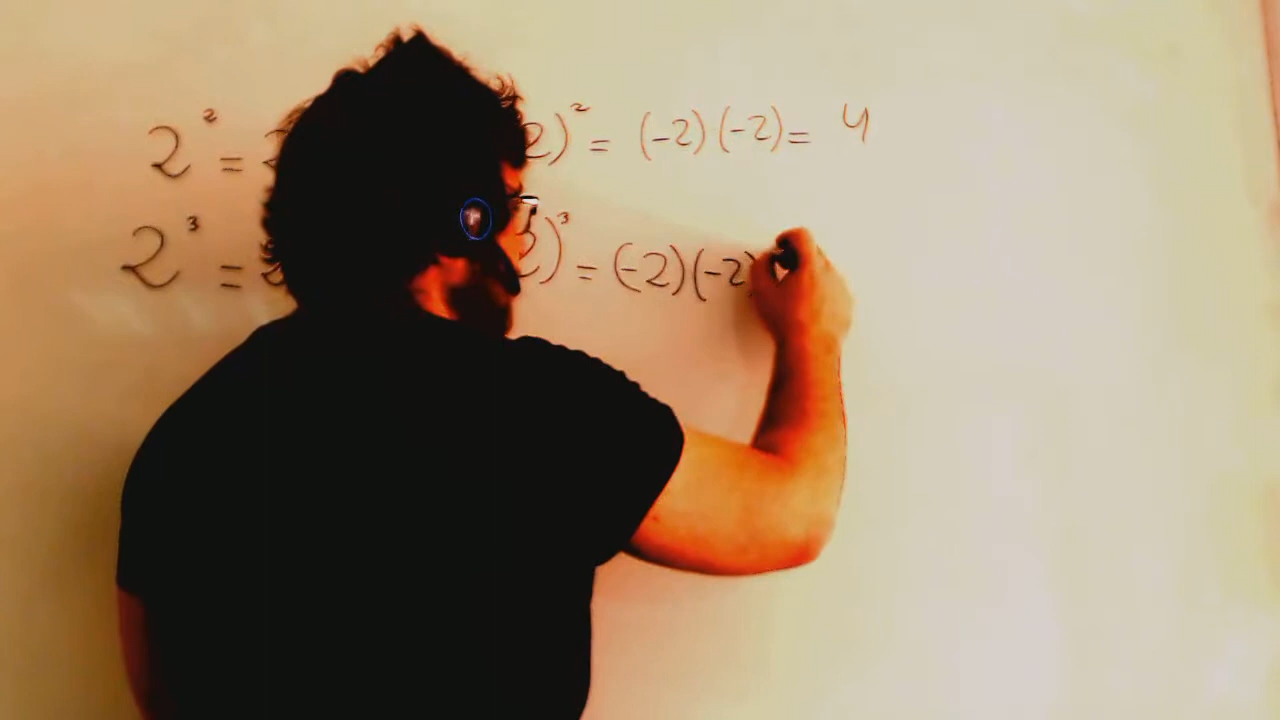 2² = 2)² = (-2)(-2) = 4
2³ = )³ = (-2)(-2)